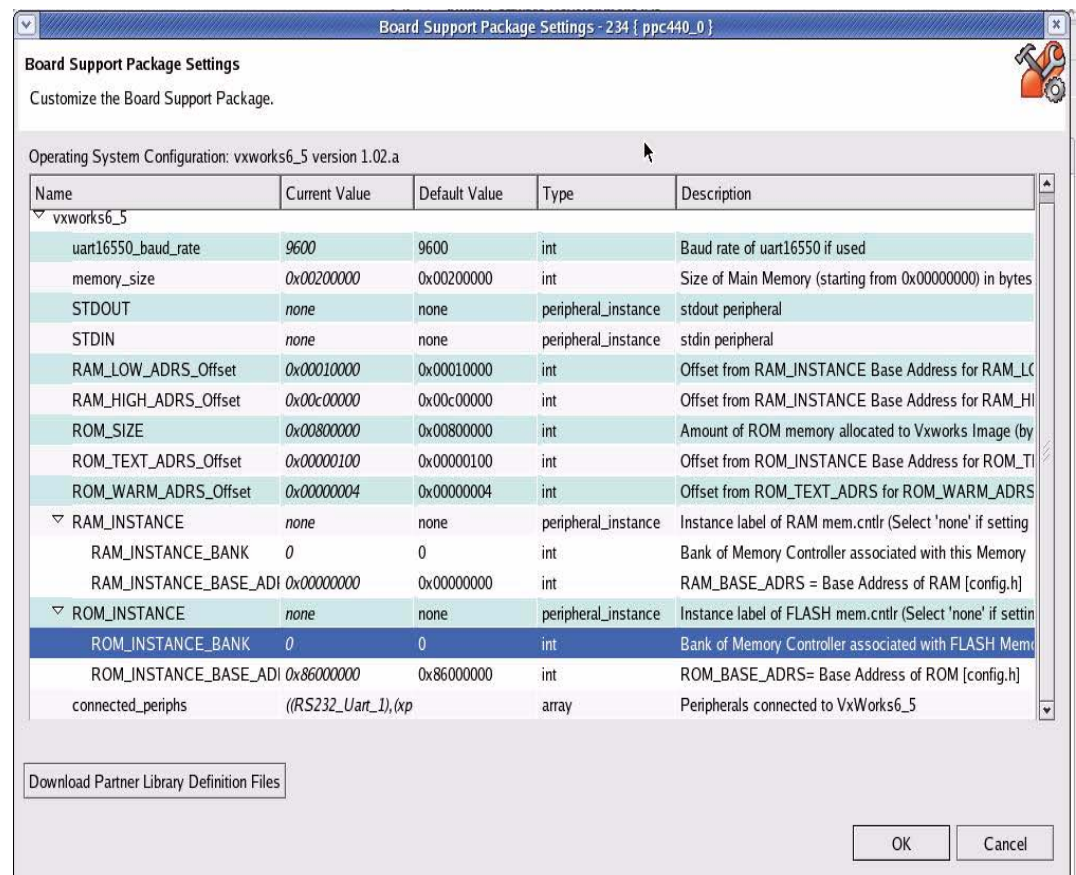 Board Support Package Settings - 234 { ppc440_0 }
Board Support Package Settings
Customize the Board Support Package.
Operating System Configuration: vxworks6_5 version 1.02.a
Name Current Value Default Value Type Description
vxworks6_5
uart16550_baud_rate 9600 9600 int Baud rate of uart16550 if used
memory_size 0x00200000 0x00200000 int Size of Main Memory (starting from 0x00000000) in bytes
STDOUT none none peripheral_instance stdout peripheral
STDIN none none peripheral_instance stdin peripheral
RAM_LOW_ADRS_Offset 0x00010000 0x00010000 int Offset from RAM_INSTANCE Base Address for RAM_LO
RAM_HIGH_ADRS_Offset 0x00c00000 0x00c00000 int Offset from RAM_INSTANCE Base Address for RAM_HI
ROM_SIZE 0x00800000 0x00800000 int Amount of ROM memory allocated to Vxworks Image (by
ROM_TEXT_ADRS_Offset 0x00000100 0x00000100 int Offset from ROM_INSTANCE Base Address for ROM_TE
ROM_WARM_ADRS_Offset 0x00000004 0x00000004 int Offset from ROM_TEXT_ADRS for ROM_WARM_ADRS
RAM_INSTANCE none none peripheral_instance Instance label of RAM mem.cntlr (Select 'none' if setting
RAM_INSTANCE_BANK 0 0 int Bank of Memory Controller associated with this Memory
RAM_INSTANCE_BASE_ADI 0x00000000 0x00000000 int RAM_BASE_ADRS = Base Address of RAM [config.h]
ROM_INSTANCE none none peripheral_instance Instance label of FLASH mem.cntlr (Select 'none' if settin
ROM_INSTANCE_BANK 0 0 int Bank of Memory Controller associated with FLASH Memo
ROM_INSTANCE_BASE_ADI 0x86000000 0x86000000 int ROM_BASE_ADRS= Base Address of ROM [config.h]
connected_periphs ((RS232_Uart_1),(xp array Peripherals connected to VxWorks6_5
Download Partner Library Definition Files
OK Cancel